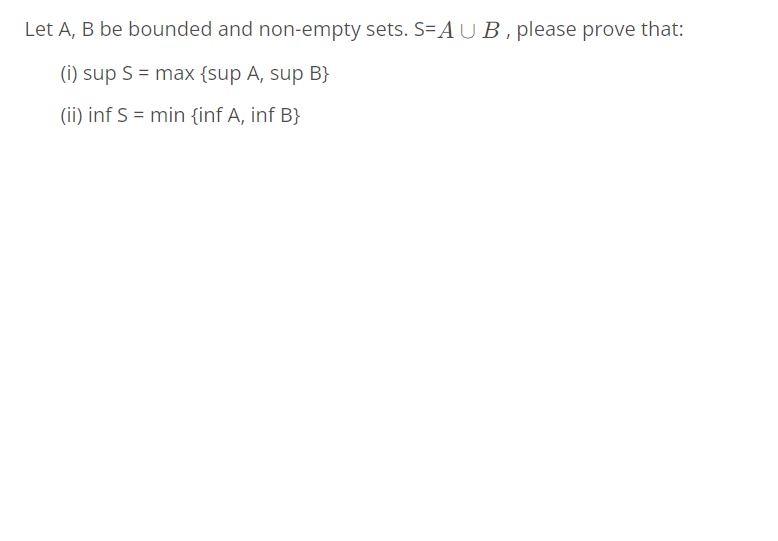 Let A, B be bounded and non-empty sets. S=A ∪ B , please prove that:
(i) sup S = max {sup A, sup B}
(ii) inf S = min {inf A, inf B}